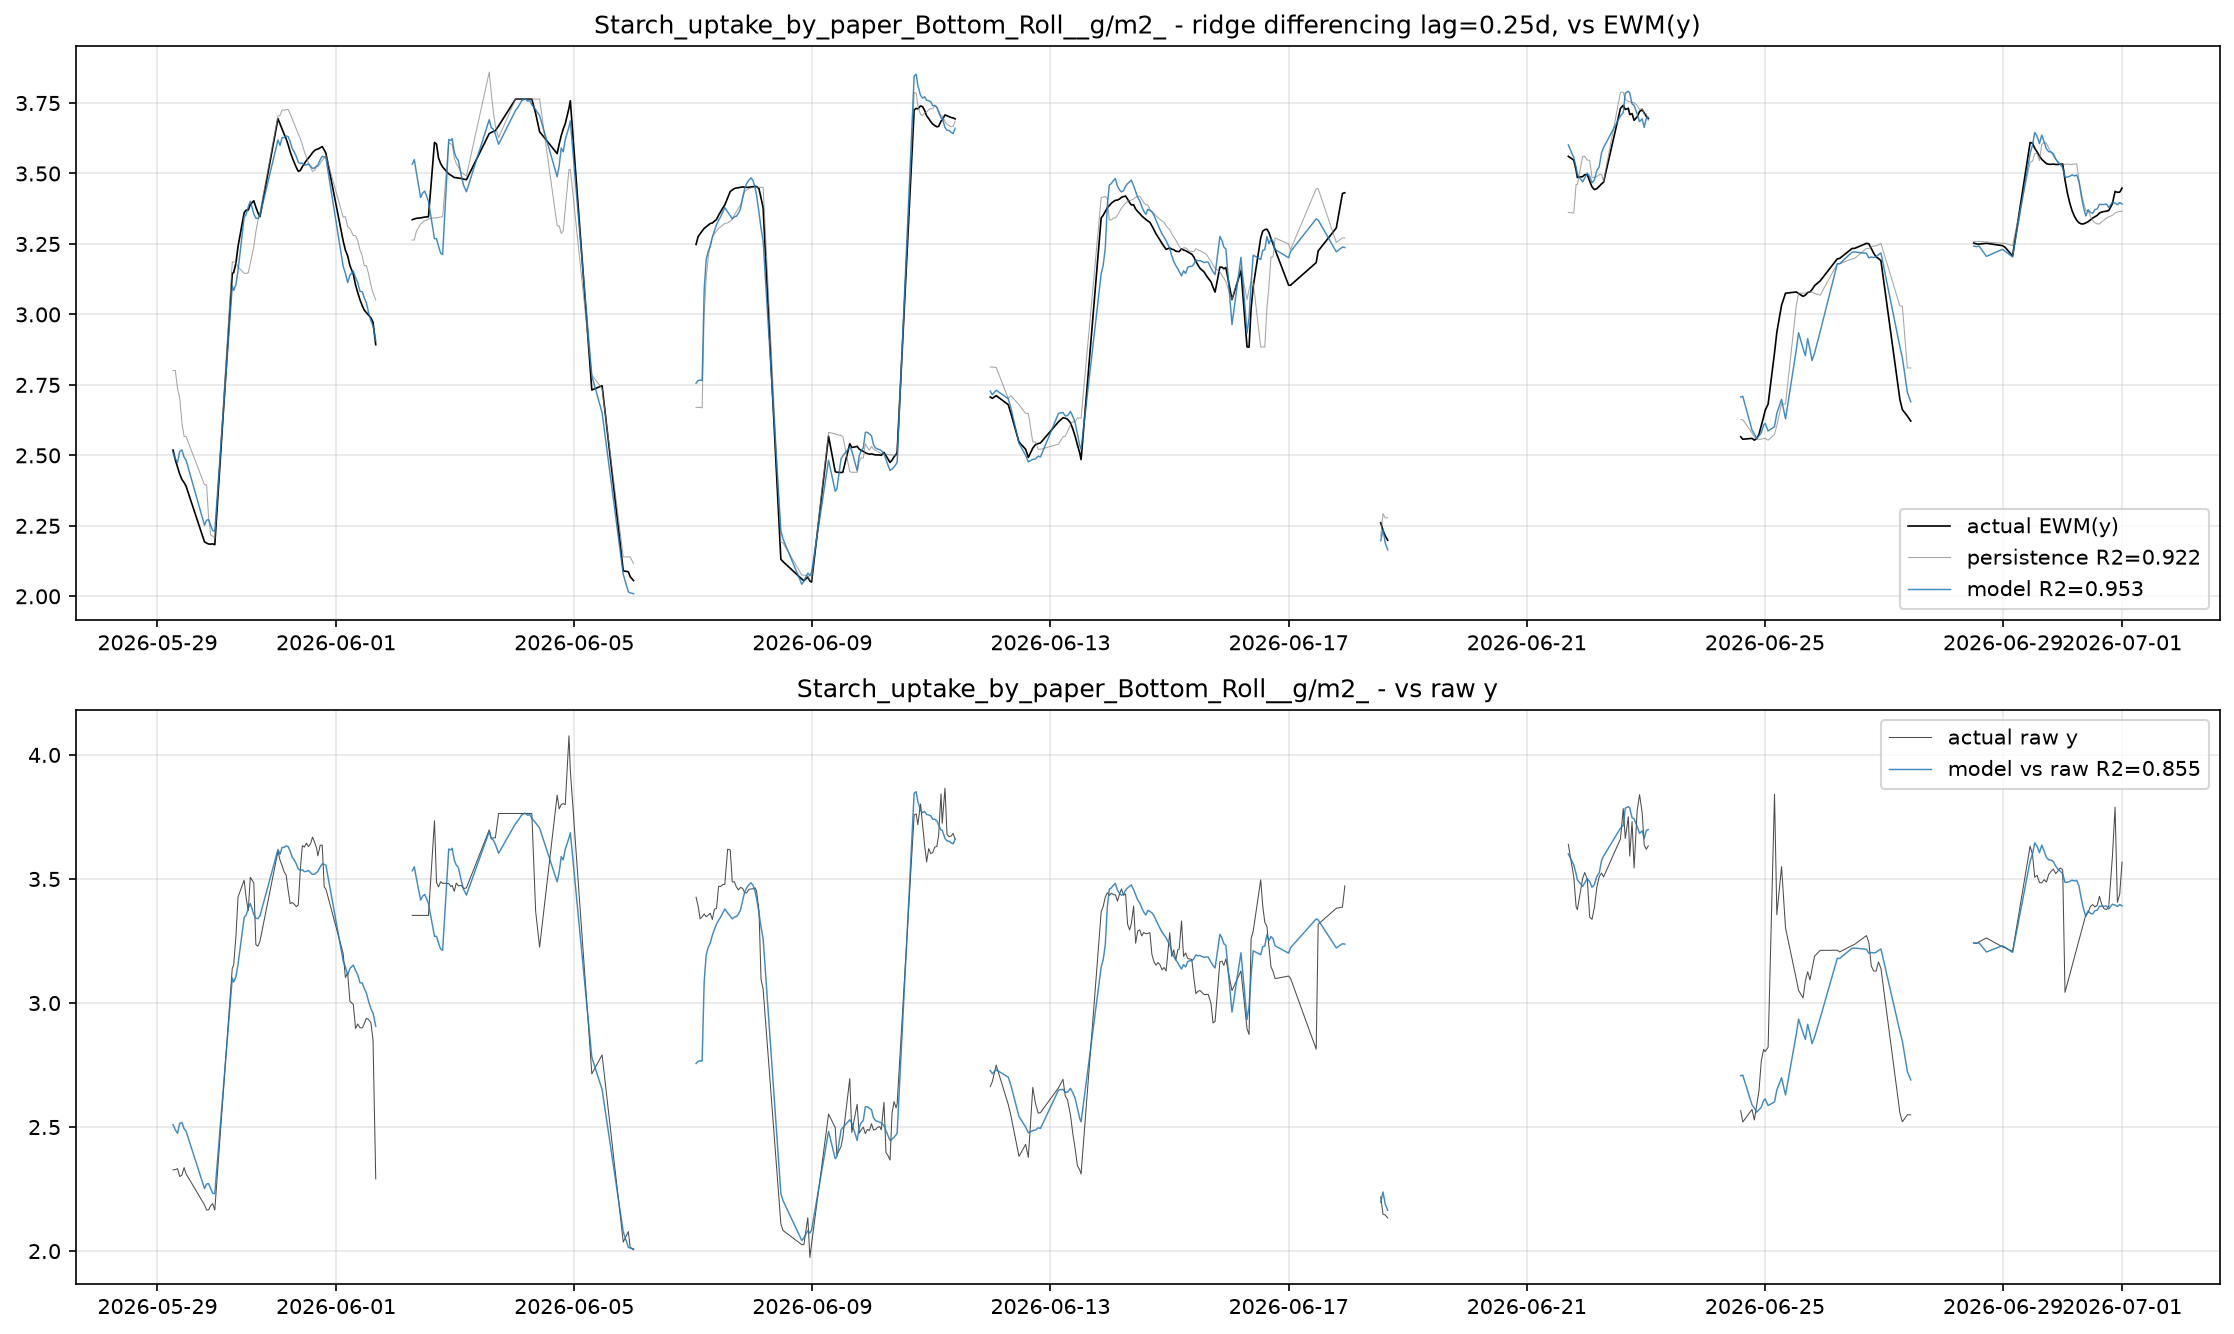 Starch_uptake_by_paper_Bottom_Roll__g/m2_ - ridge differencing lag=0.25d, vs EWM(y)
3.75
3.50
3.25
3.00
2.75
2.50
2.25
2.00
actual EWM(y)
persistence R2=0.922
model R2=0.953
2026-05-29 2026-06-01 2026-06-05 2026-06-09 2026-06-13 2026-06-17 2026-06-21 2026-06-25 2026-06-29 2026-07-01
Starch_uptake_by_paper_Bottom_Roll__g/m2_ - vs raw y
4.0
3.5
3.0
2.5
2.0
actual raw y
model vs raw R2=0.855
2026-05-29 2026-06-01 2026-06-05 2026-06-09 2026-06-13 2026-06-17 2026-06-21 2026-06-25 2026-06-29 2026-07-01